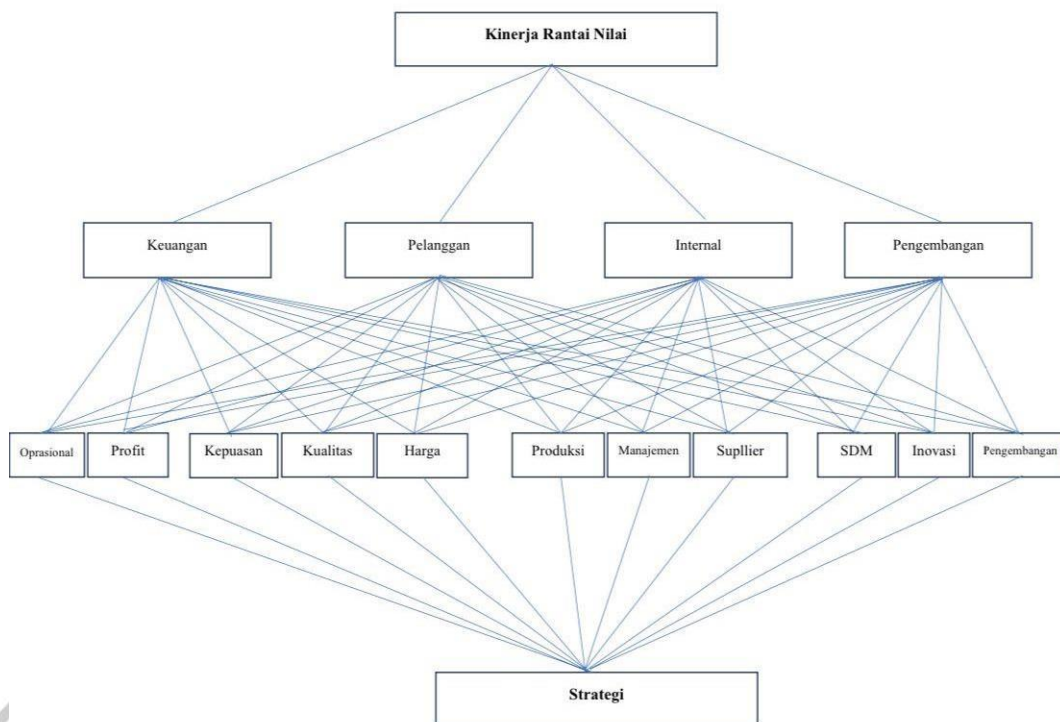 Kinerja Rantai Nilai
Keuangan
Pelanggan
Internal
Pengembangan
Oprasional
Profit
Kepuasan
Kualitas
Harga
Produksi
Manajemen
Supllier
SDM
Inovasi
Pengembangan
Strategi